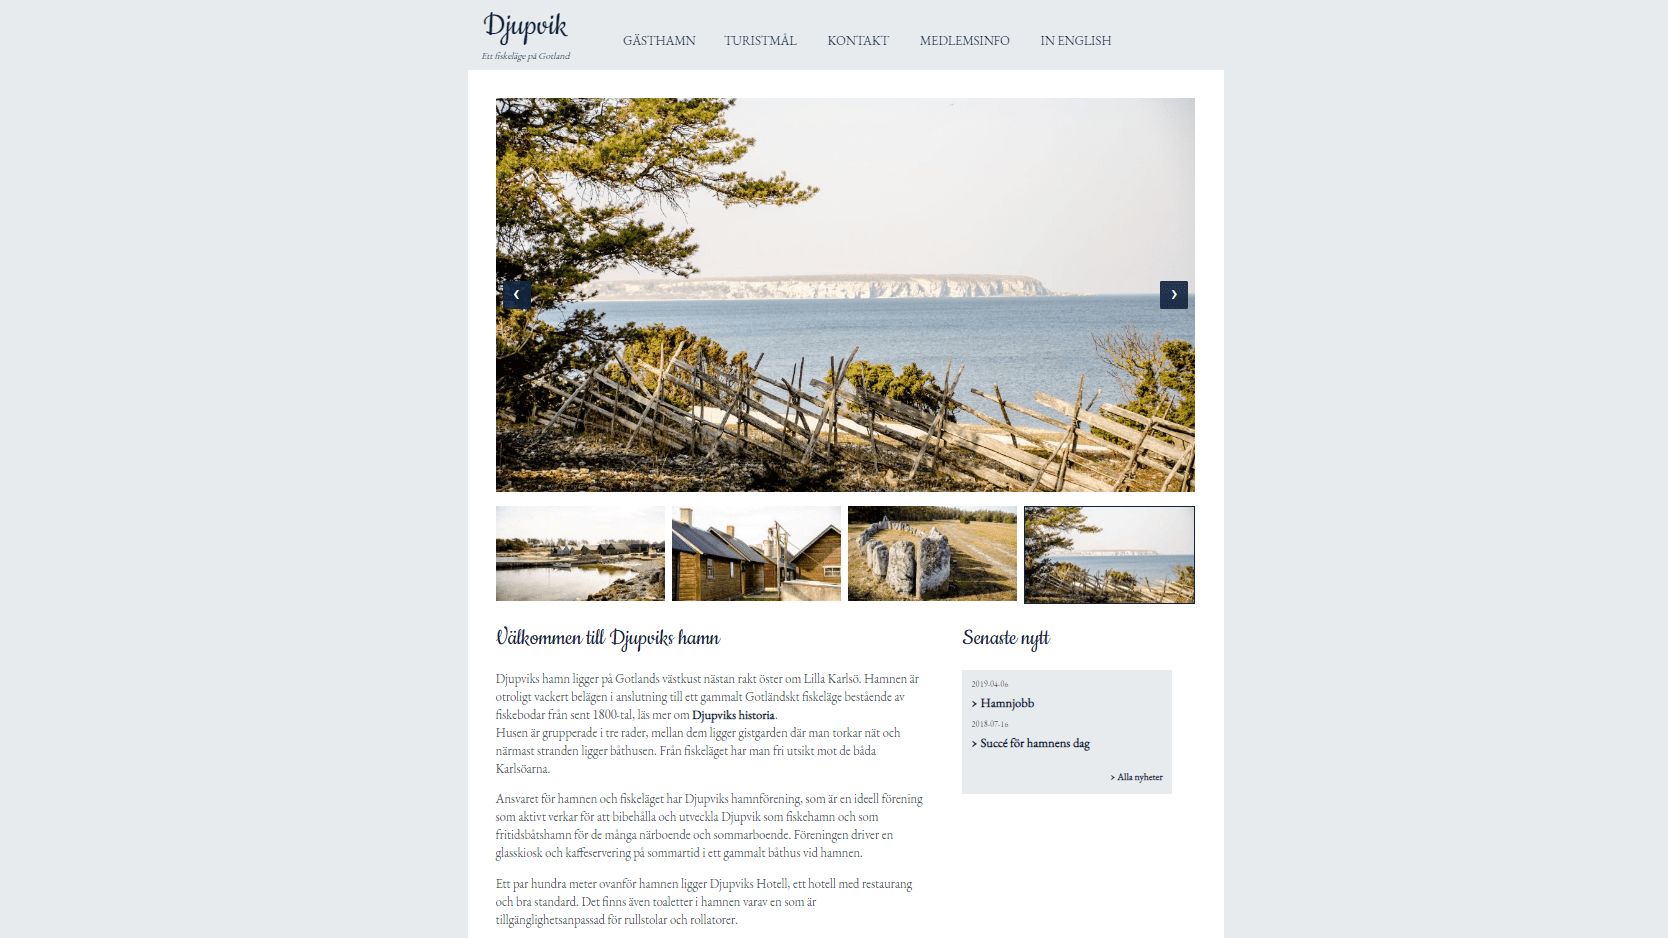 Djupvik
Ett fiskeläge på Gotland
GÄSTHAMN
TURISTMÅL
KONTAKT
MEDLEMSINFO
IN ENGLISH
Välkommen till Djupviks hamn
Djupviks hamn ligger på Gotlands västkust nästan rakt öster om Lilla Karlsö. Hamnen är
otroligt vackert belägen i anslutning till ett gammalt Gotländskt fiskeläge bestående av
fiskebodar från sent 1800-tal, läs mer om Djupviks historia.
Husen är grupperade i tre rader, mellan dem ligger gistgarden där man torkar nät och
närmast stranden ligger båthusen. Från fiskeläget har man fri utsikt mot de båda
Karlsöarna.
Ansvaret för hamnen och fiskeläget har Djupviks hamnförening, som är en ideell förening
som aktivt verkar för att bibehålla och utveckla Djupvik som fiskehamn och som
fritidsbåtshamn för de många närboende och sommarboende. Föreningen driver en
glasskiosk och kaffeservering på sommartid i ett gammalt båthus vid hamnen.
Ett par hundra meter ovanför hamnen ligger Djupviks Hotell, ett hotell med restaurang
och bra standard. Det finns även toaletter i hamnen varav en som är
tillgänglighetsanpassad för rullstolar och rollatorer.
Senaste nytt
2019-04-06
> Hamnjobb
2018-07-16
> Succé för hamnens dag
> Alla nyheter